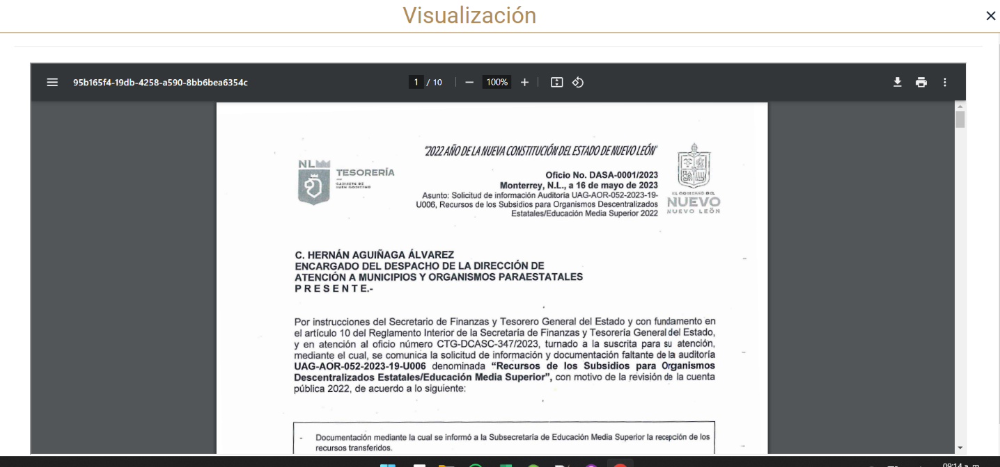 Visualización
95b165f4-19db-4258-a590-8bb6bea6354c
1 / 10
100%
"2022 AÑO DE LA NUEVA CONSTITUCIÓN DEL ESTADO DE NUEVO LEÓN"
NL
TESORERÍA
GABINETE DE
BUEN GOBIERNO
Oficio No. DASA-0001/2023
Monterrey, N.L., a 16 de mayo de 2023
Asunto: Solicitud de información Auditoría UAG-AOR-052-2023-19-
U006, Recursos de los Subsidios para Organismos Descentralizados
Estatales/Educación Media Superior 2022
EL GOBIERNO DEL
NUEVO
NUEVO LEÓN
C. HERNÁN AGUIÑAGA ÁLVAREZ
ENCARGADO DEL DESPACHO DE LA DIRECCIÓN DE
ATENCIÓN A MUNICIPIOS Y ORGANISMOS PARAESTATALES
P R E S E N T E.-
Por instrucciones del Secretario de Finanzas y Tesorero General del Estado y con fundamento en
el artículo 10 del Reglamento Interior de la Secretaría de Finanzas y Tesorería General del Estado,
y en atención al oficio número CTG-DCASC-347/2023, turnado a la suscrita para su atención,
mediante el cual, se comunica la solicitud de información y documentación faltante de la auditoría
UAG-AOR-052-2023-19-U006 denominada "Recursos de los Subsidios para Organismos
Descentralizados Estatales/Educación Media Superior", con motivo de la revisión de la cuenta
pública 2022, de acuerdo a lo siguiente:
- Documentación mediante la cual se informó a la Subsecretaría de Educación Media Superior la recepción de los
recursos transferidos.
09:14 a. m.